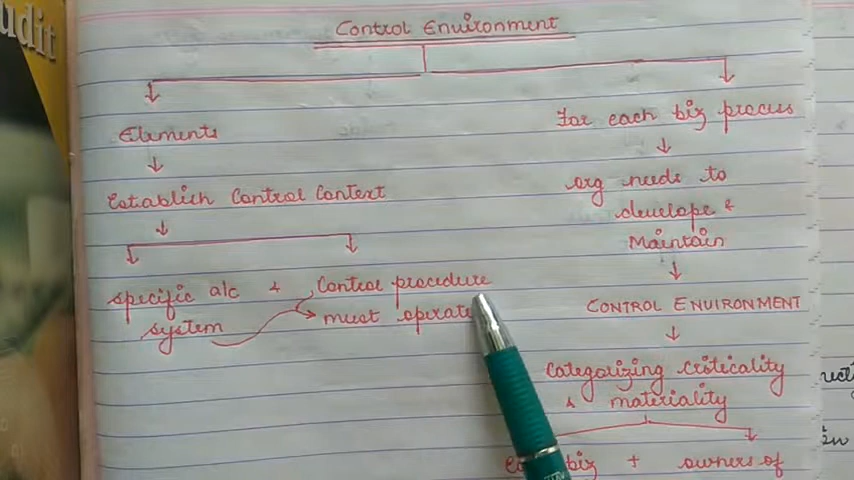 udit
Control Environment
Elements
Establish Control Context
specific a/c + Control procedure
system must operate
For each biz process
org needs to
develope &
Maintain
CONTROL ENVIRONMENT
Categorizing criticality
& materiality
biz + owners of